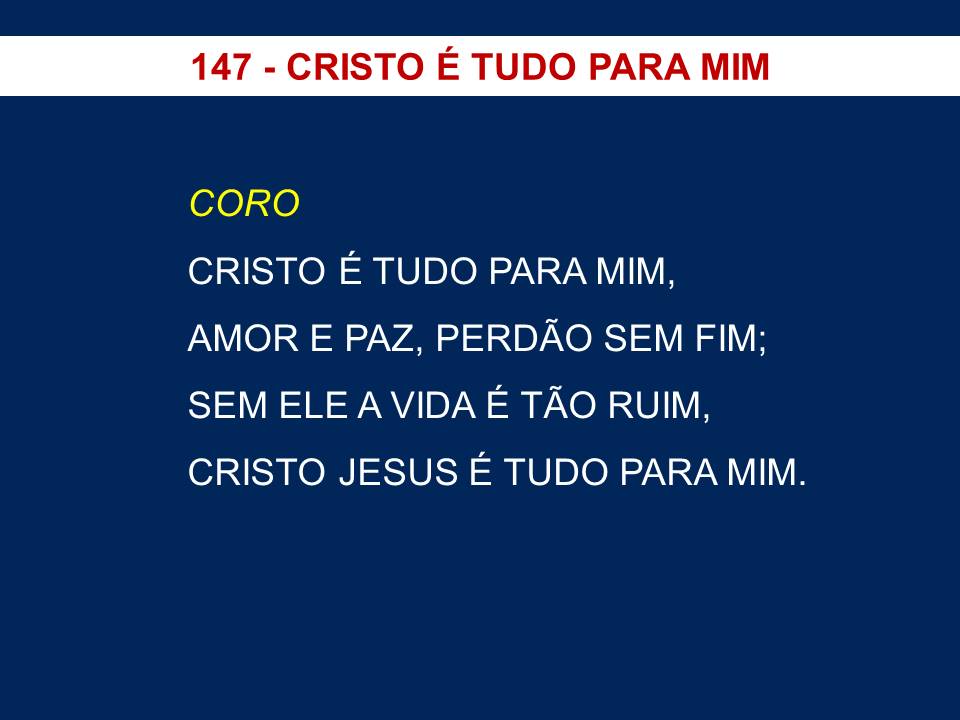 147 - CRISTO É TUDO PARA MIM
CORO
CRISTO É TUDO PARA MIM,
AMOR E PAZ, PERDÃO SEM FIM;
SEM ELE A VIDA É TÃO RUIM,
CRISTO JESUS É TUDO PARA MIM.